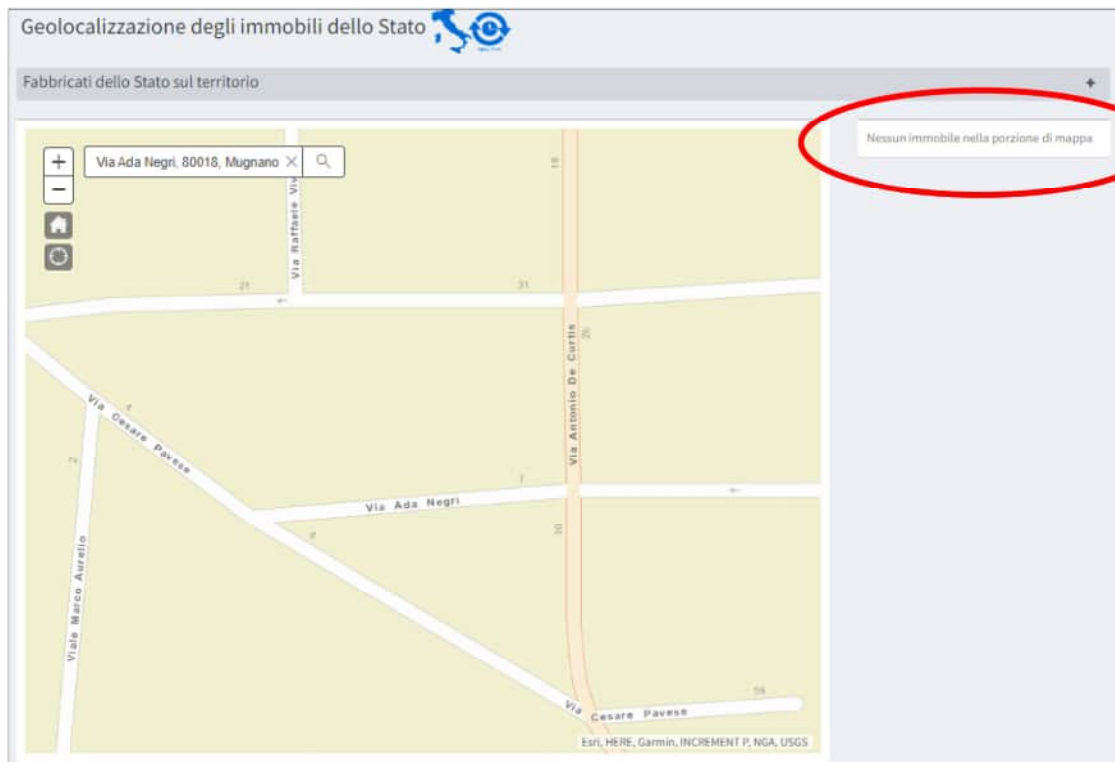 Geolocalizzazione degli immobili dello Stato
Fabbricati dello Stato sul territorio +
Nessun immobile nella porzione di mappa
+
Via Ada Negri, 80018, Mugnano ×
−
18
Via Raffaele Viv
21
31
Via Antonio De Curtis
4
Via Cesare Pavese
2
7
Via Ada Negri
30
Viale Marco Aurelio
59
Via Cesare Pavese
Esri, HERE, Garmin, INCREMENT P, NGA, USGS